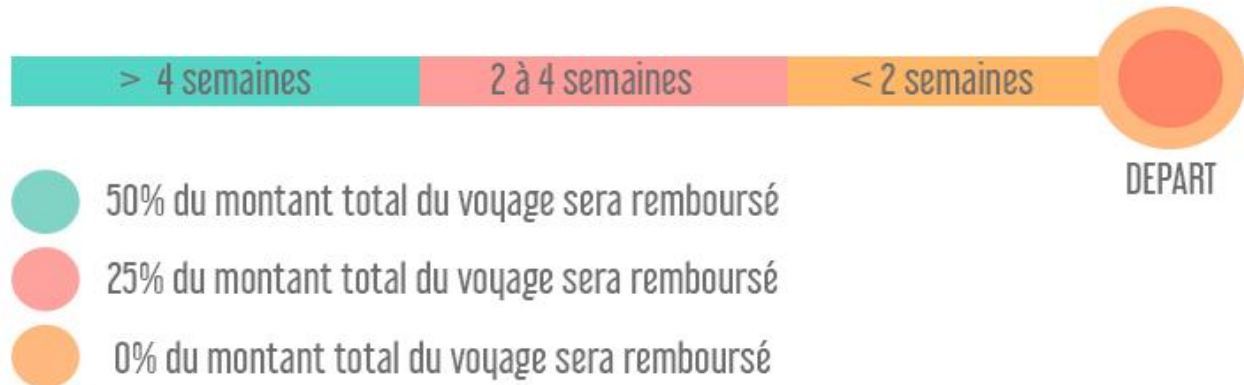 > 4 semaines
2 à 4 semaines
< 2 semaines
DEPART
50% du montant total du voyage sera remboursé
25% du montant total du voyage sera remboursé
0% du montant total du voyage sera remboursé